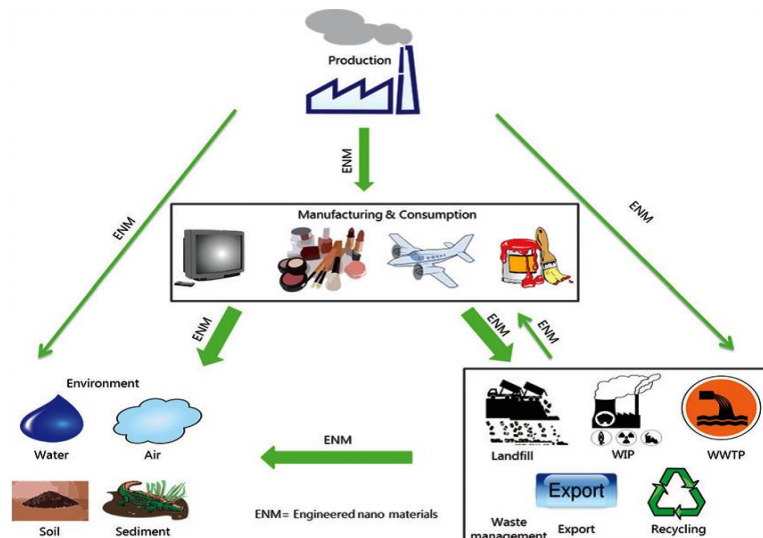 Production
ENM
ENM
ENM
Manufacturing & Consumption
ENM
ENM
ENM
Environment
Water
Air
Soil
Sediment
ENM
ENM= Engineered nano materials
Landfill
WIP
WWTP
Export
Waste
management
Export
Recycling